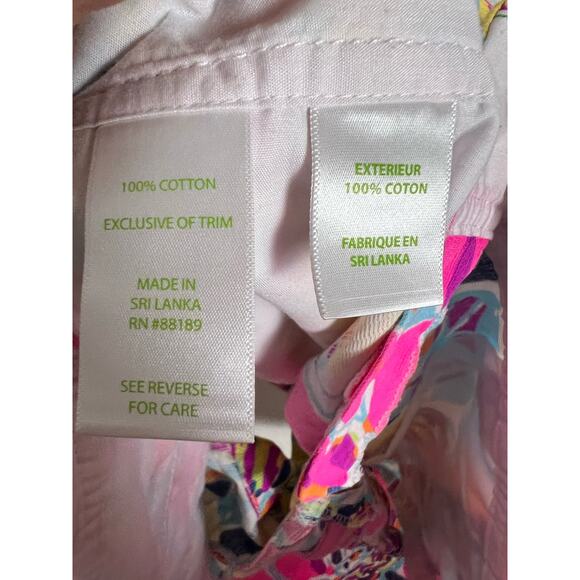 100% COTTON
EXCLUSIVE OF TRIM
MADE IN
SRI LANKA
RN #88189
SEE REVERSE
FOR CARE
EXTERIEUR
100% COTON
FABRIQUE EN
SRI LANKA